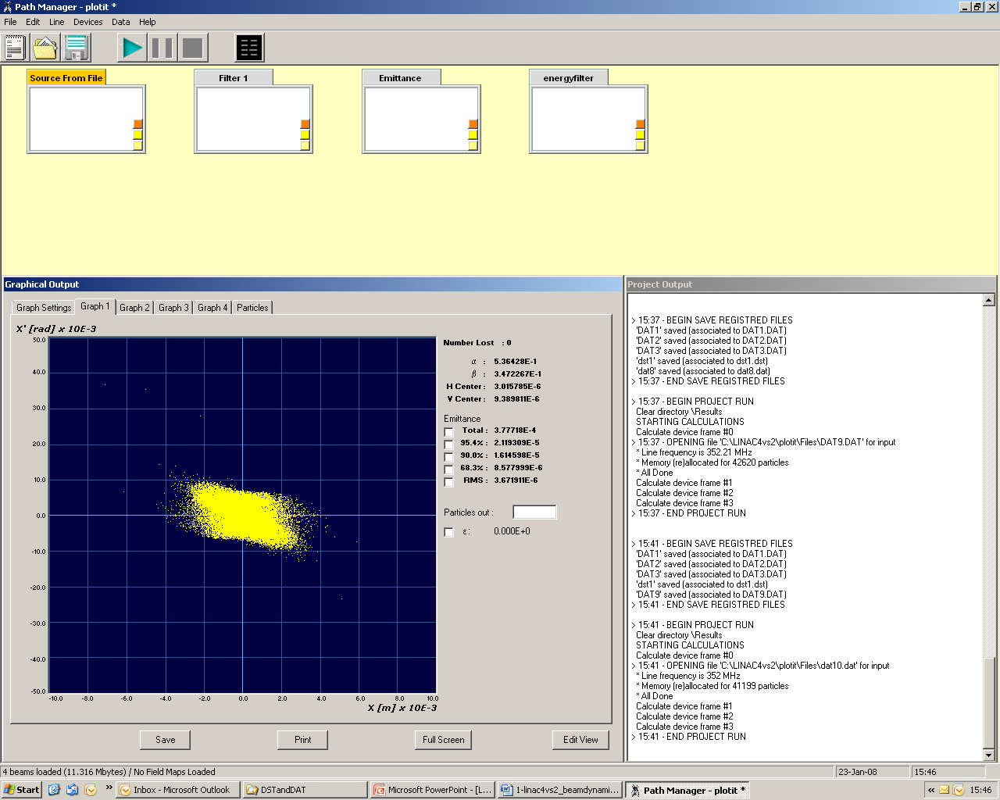 Path Manager - plotit *
File Edit Line Devices Data Help
Source From File Filter 1 Emittance energyfilter
Graphical Output
Graph Settings Graph 1 Graph 2 Graph 3 Graph 4 Particles
X' [rad] x 10E-3
50.0
40.0
30.0
20.0
10.0
0.0
-10.0
-20.0
-30.0
-40.0
-50.0
-10.0 -8.0 -6.0 -4.0 -2.0 0.0 2.0 4.0 6.0 8.0 10.0
X [m] x 10E-3
Number Lost : 0
α : 5.36428E-1
β : 3.472267E-1
H Center : 3.015785E-6
V Center : 9.389811E-6
Emittance
Total : 3.77718E-4
95.4% : 2.119309E-5
90.0% : 1.614598E-5
68.3% : 8.577999E-6
RMS : 3.671911E-6
Particles out :
ε : 0.000E+0
Save Print Full Screen Edit View
Project Output
> 15:37 - BEGIN SAVE REGISTRED FILES
'DAT1' saved (associated to DAT1.DAT)
'DAT2' saved (associated to DAT2.DAT)
'DAT3' saved (associated to DAT3.DAT)
'dst1' saved (associated to dst1.dst)
'dat8' saved (associated to dat8.dat)
> 15:37 - END SAVE REGISTRED FILES
> 15:37 - BEGIN PROJECT RUN
Clear directory \Results
STARTING CALCULATIONS
Calculate device frame #0
> 15:37 - OPENING file 'C:\LINAC4vs2\plotit\Files\DAT9.DAT' for input
* Line frequency is 352.21 MHz
* Memory (re)allocated for 42620 particles
* All Done
Calculate device frame #1
Calculate device frame #2
Calculate device frame #3
> 15:37 - END PROJECT RUN
> 15:41 - BEGIN SAVE REGISTRED FILES
'DAT1' saved (associated to DAT1.DAT)
'DAT2' saved (associated to DAT2.DAT)
'DAT3' saved (associated to DAT3.DAT)
'dst1' saved (associated to dst1.dst)
'DAT9' saved (associated to DAT9.DAT)
> 15:41 - END SAVE REGISTRED FILES
> 15:41 - BEGIN PROJECT RUN
Clear directory \Results
STARTING CALCULATIONS
Calculate device frame #0
> 15:41 - OPENING file 'C:\LINAC4vs2\plotit\Files\dat10.dat' for input
* Line frequency is 352 MHz
* Memory (re)allocated for 41199 particles
* All Done
Calculate device frame #1
Calculate device frame #2
Calculate device frame #3
> 15:41 - END PROJECT RUN
4 beams loaded (11.316 Mbytes) / No Field Maps Loaded 23-Jan-08 15:46
Start » Inbox - Microsoft Outlook DSTandDAT Microsoft PowerPoint - [L... 1-linac4vs2_beamdynami... Path Manager - plotit * « 15:46